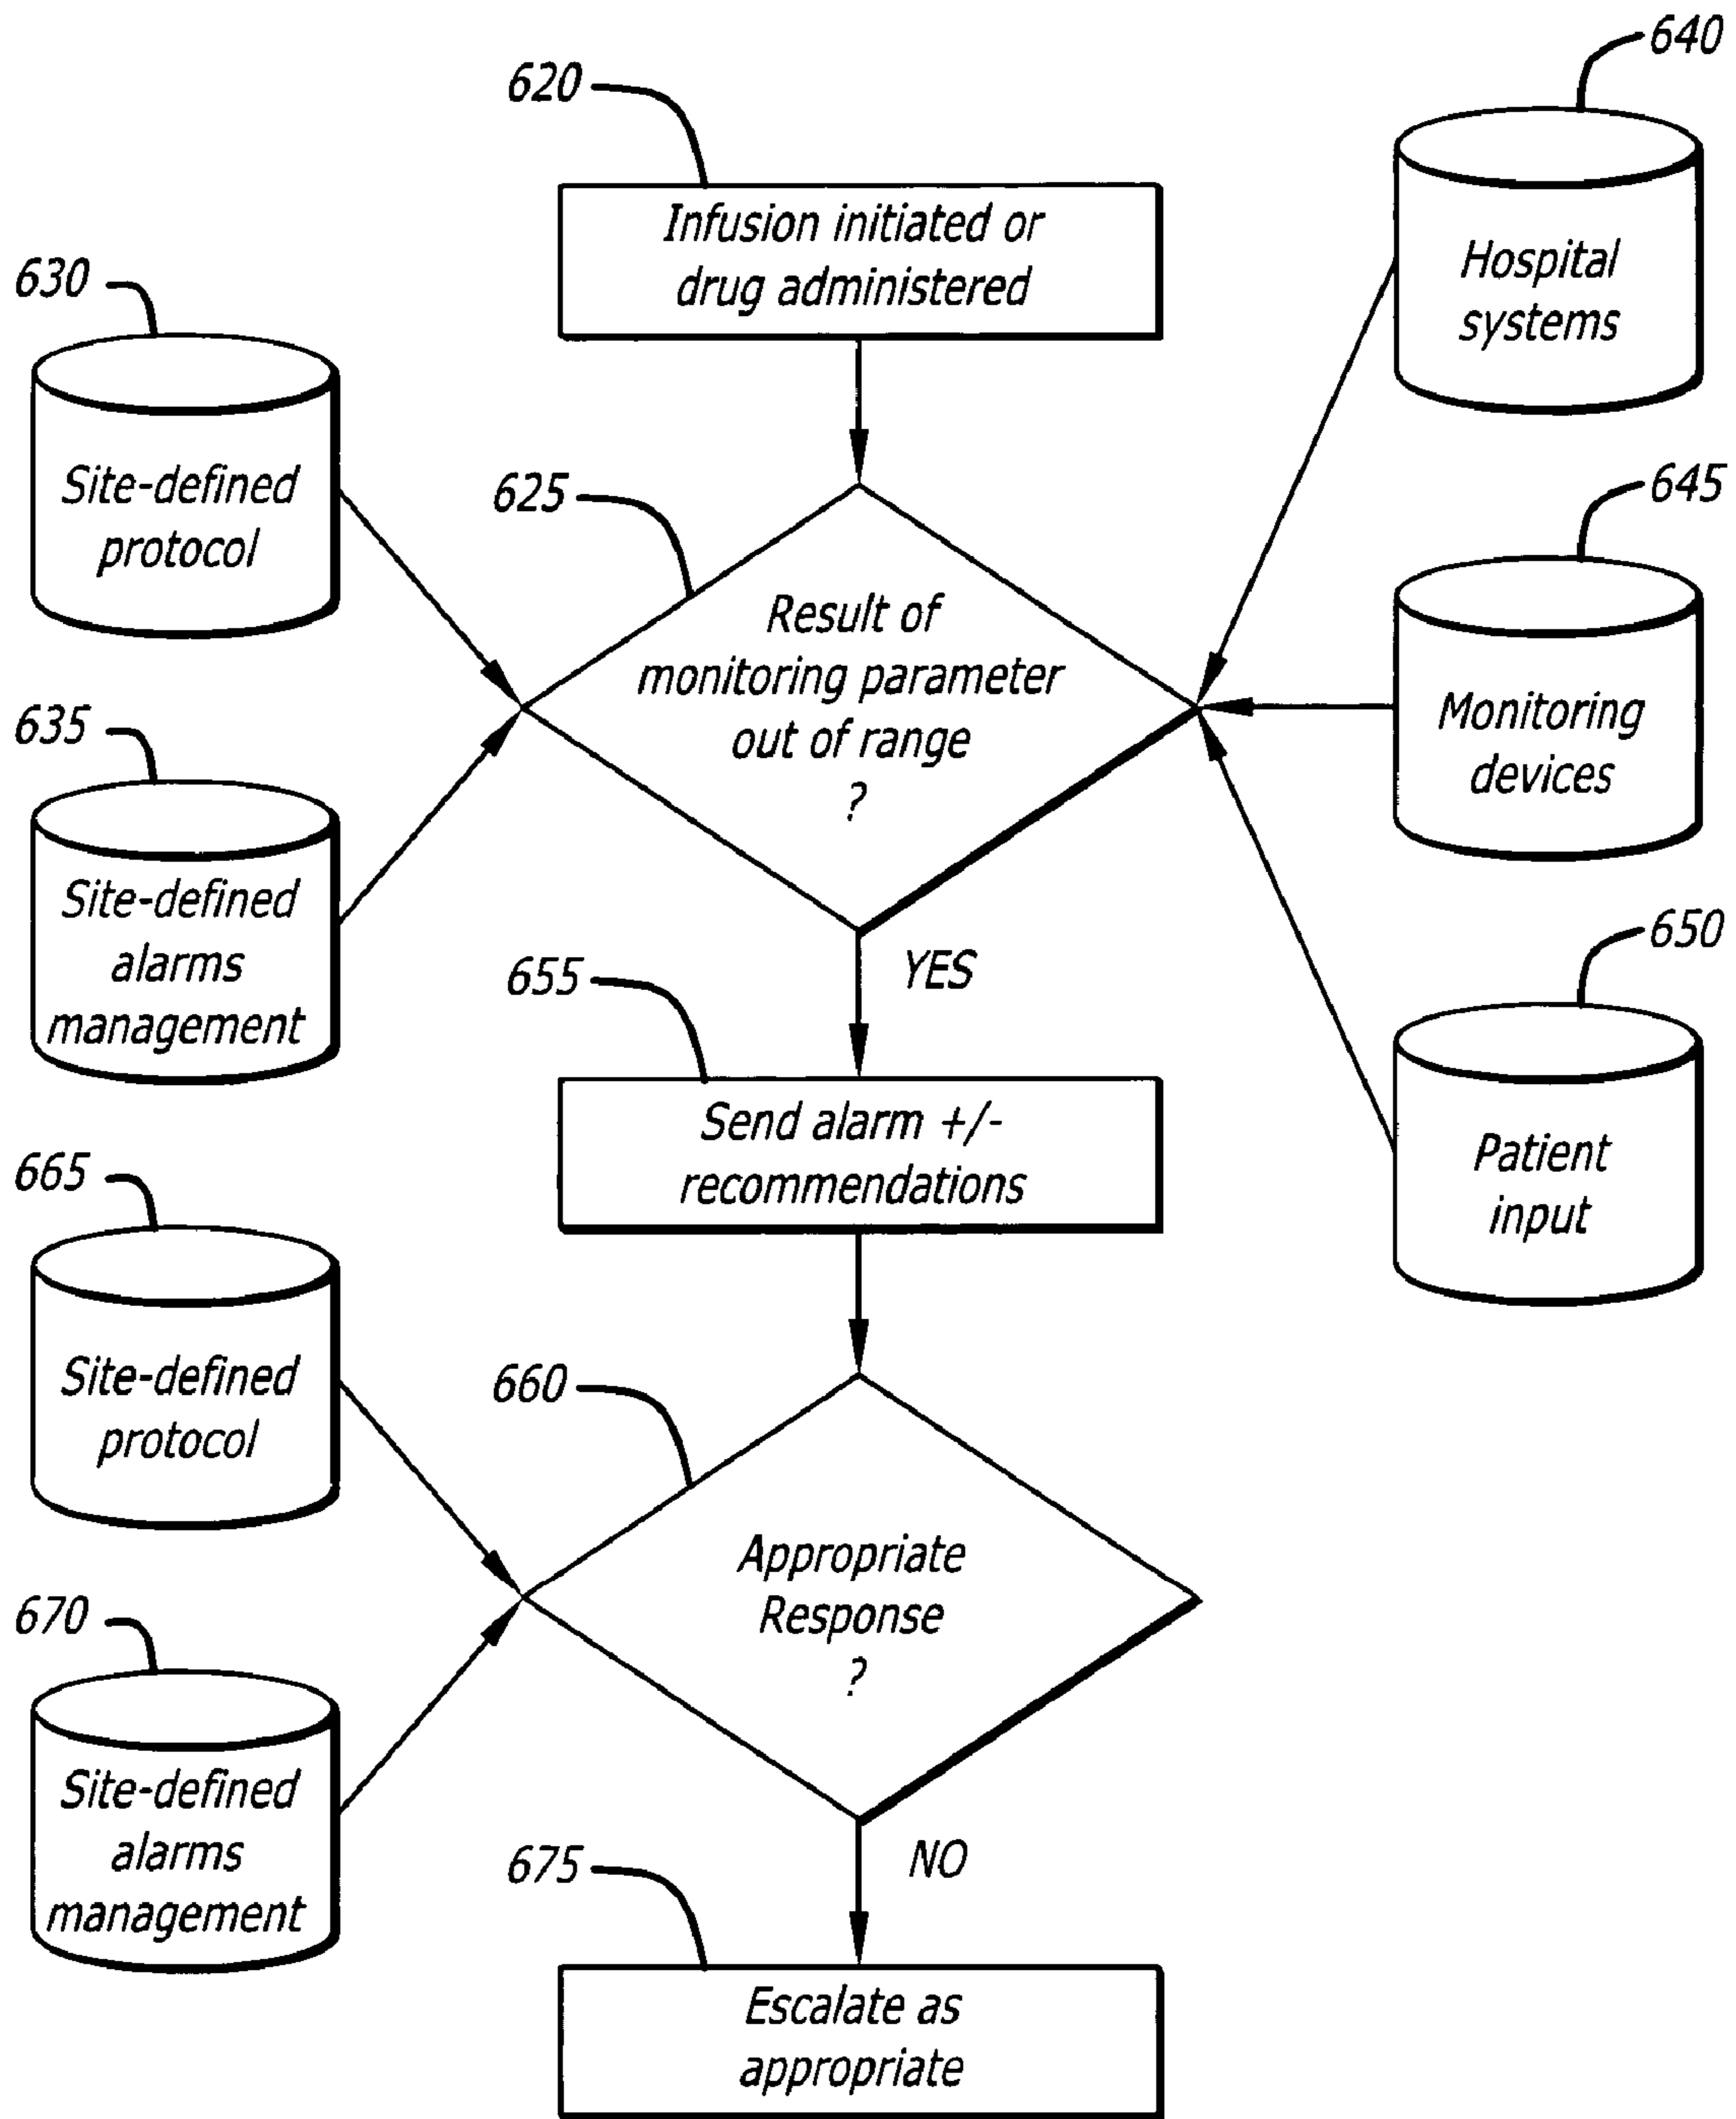 640
620
Infusion initiated or
drug administered
Hospital
systems
630
Site-defined
protocol
625
645
Result of
monitoring parameter
out of range
?
Monitoring
devices
635
Site-defined
alarms
management
YES
650
655
Send alarm +/-
recommendations
Patient
input
665
Site-defined
protocol
660
Appropriate
Response
?
670
Site-defined
alarms
management
NO
675
Escalate as
appropriate